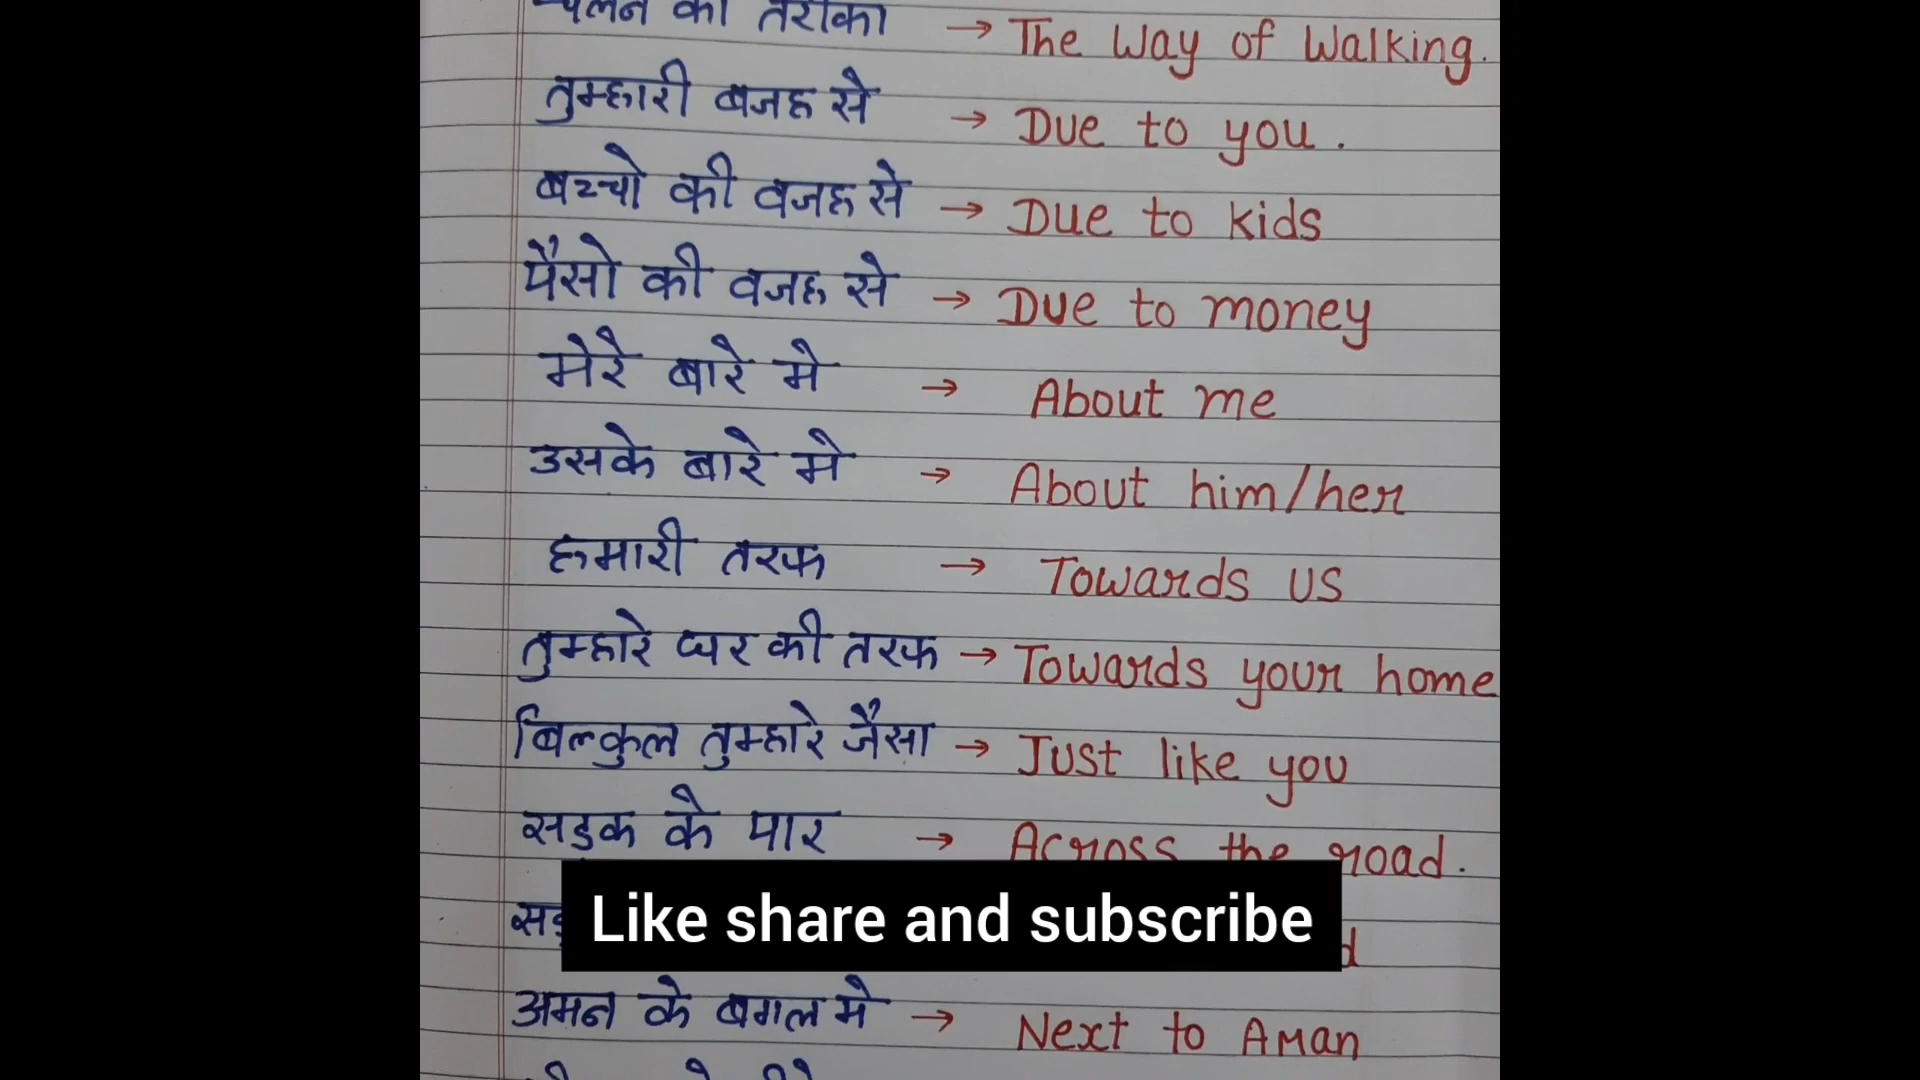 चलने का तरीका → The Way of Walking.
तुम्हारी बजह से → Due to you.
बच्चो की वजह से → Due to kids
पैसो की वजह से → Due to money
मेरे बारे मे → About me
उसके बारे मे → About him/her
हमारी तरफ → Towards us
तुम्हारे घर की तरफ → Towards your home
बिल्कुल तुम्हारे जैसा → Just like you
सड़क के पार → Across the road.
Like share and subscribe
अमन के बगल मे → Next to Aman